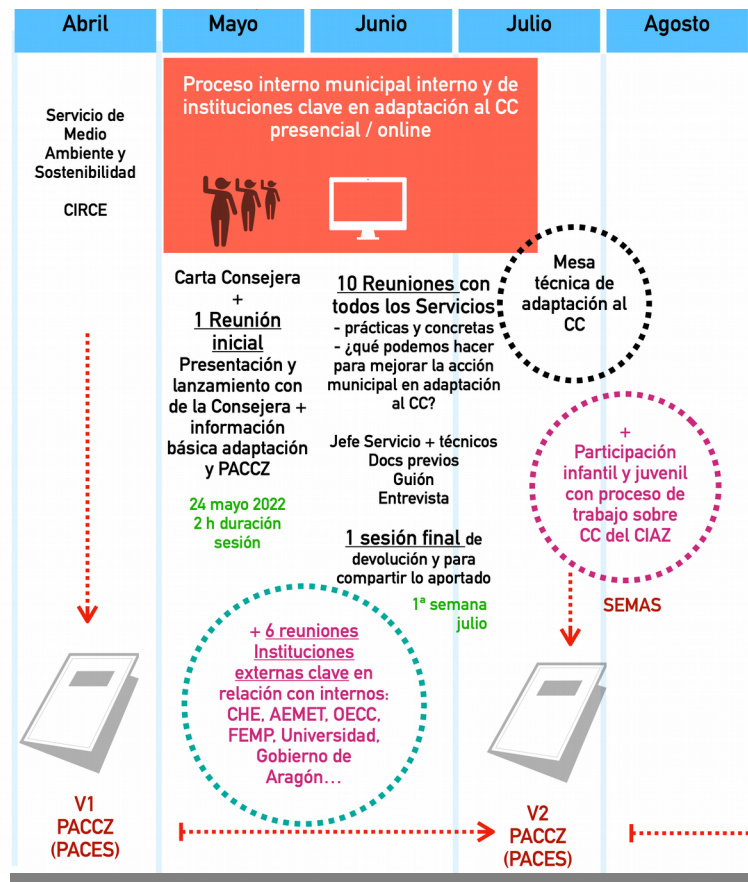 Abril
Mayo
Junio
Julio
Agosto
Servicio de
Medio
Ambiente y
Sostenibilidad
CIRCE
Proceso interno municipal interno y de
instituciones clave en adaptación al CC
presencial / online
Carta Consejera
+
1 Reunión
inicial
Presentación y
lanzamiento con
de la Consejera +
información
básica adaptación
y PACCZ
24 mayo 2022
2 h duración
sesión
10 Reuniones con
todos los Servicios
- prácticas y concretas
- ¿qué podemos hacer
para mejorar la acción
municipal en adaptación
al CC?
Jefe Servicio + técnicos
Docs previos
Guión
Entrevista
1 sesión final de
devolución y para
compartir lo aportado
1ª semana
julio
Mesa
técnica de
adaptación al
CC
+
Participación
infantil y juvenil
con proceso de
trabajo sobre
CC del CIAZ
SEMAS
+ 6 reuniones
Instituciones
externas clave en
relación con internos:
CHE, AEMET, OECC,
FEMP, Universidad,
Gobierno de
Aragón…
V1
PACCZ
(PACES)
V2
PACCZ
(PACES)